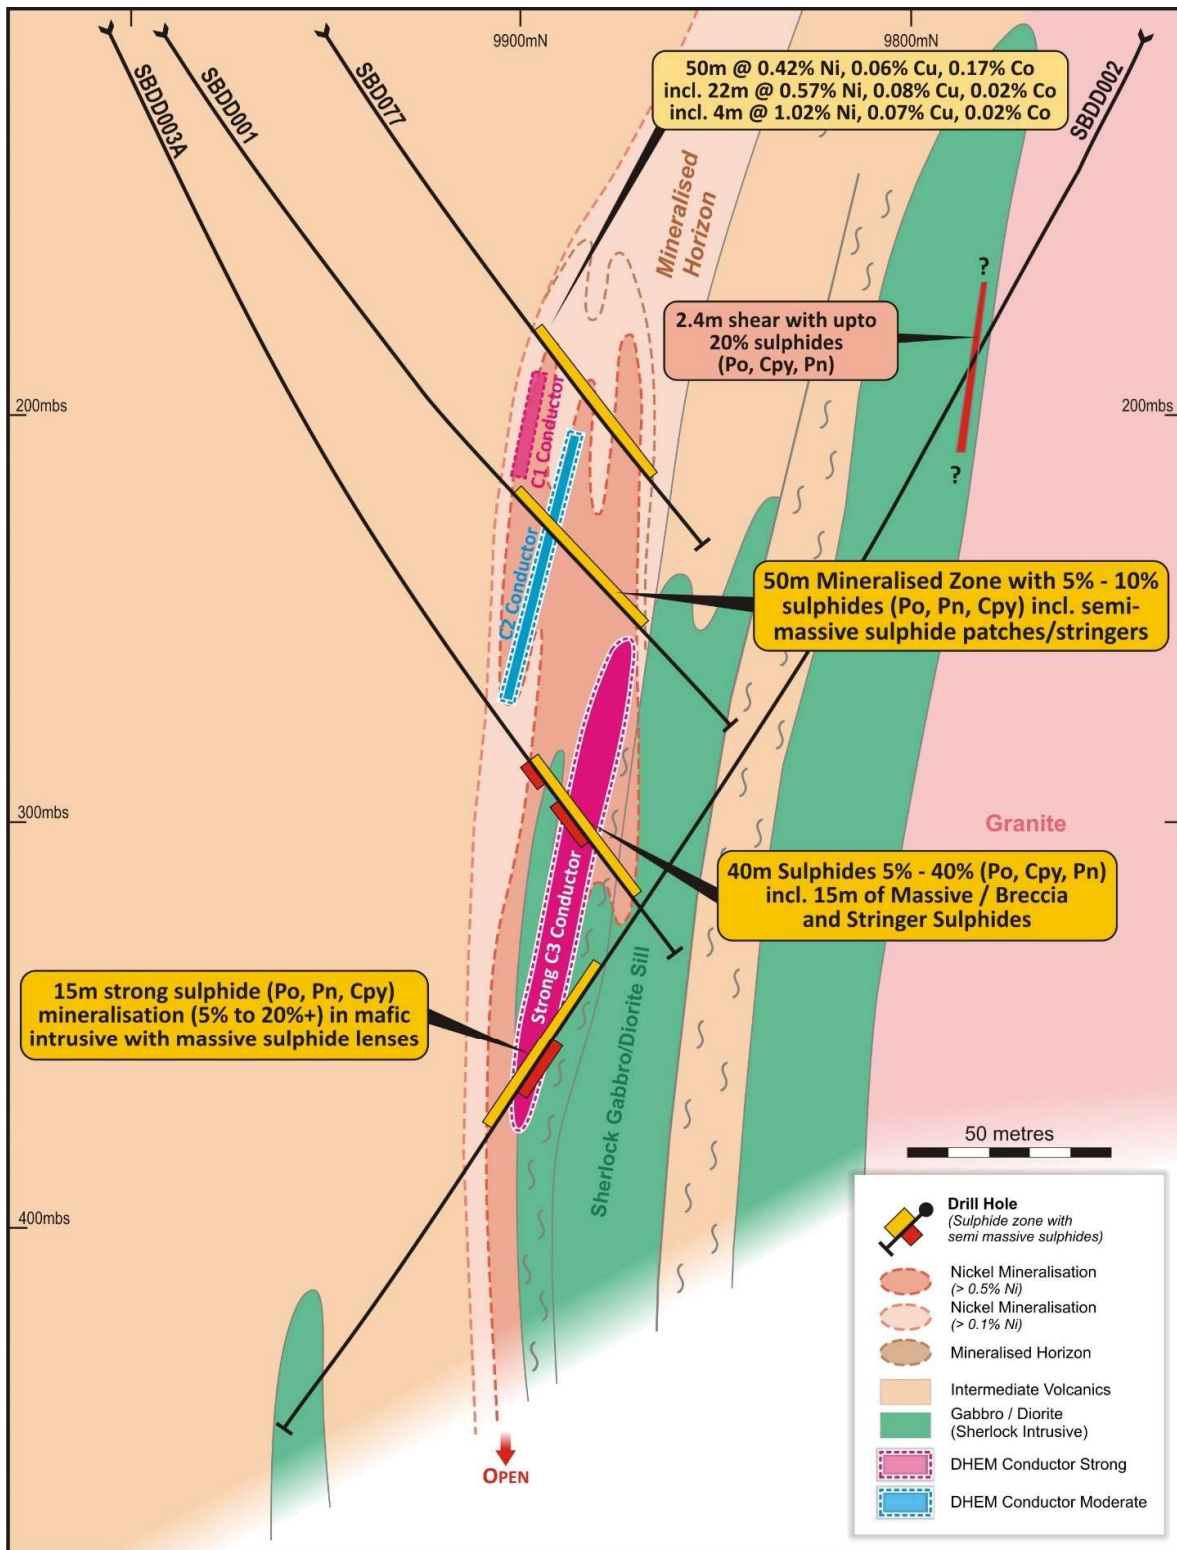 9900mN
9800mN
SBDD003A
SBDD001
SBD077
SBDD002
50m @ 0.42% Ni, 0.06% Cu, 0.17% Co
incl. 22m @ 0.57% Ni, 0.08% Cu, 0.02% Co
incl. 4m @ 1.02% Ni, 0.07% Cu, 0.02% Co
Mineralised
Horizon
?
2.4m shear with upto
20% sulphides
(Po, Cpy, Pn)
200mbs
200mbs
C1 Conductor
?
C2 Conductor
50m Mineralised Zone with 5% - 10%
sulphides (Po, Pn, Cpy) incl. semi-
massive sulphide patches/stringers
300mbs
Granite
40m Sulphides 5% - 40% (Po, Cpy, Pn)
incl. 15m of Massive / Breccia
and Stringer Sulphides
Strong C3 Conductor
15m strong sulphide (Po, Pn, Cpy)
mineralisation (5% to 20%+) in mafic
intrusive with massive sulphide lenses
Sherlock Gabbro/Diorite Sill
400mbs
OPEN
50 metres
Drill Hole
(Sulphide zone with
semi massive sulphides)
Nickel Mineralisation
(> 0.5% Ni)
Nickel Mineralisation
(> 0.1% Ni)
Mineralised Horizon
Intermediate Volcanics
Gabbro / Diorite
(Sherlock Intrusive)
DHEM Conductor Strong
DHEM Conductor Moderate